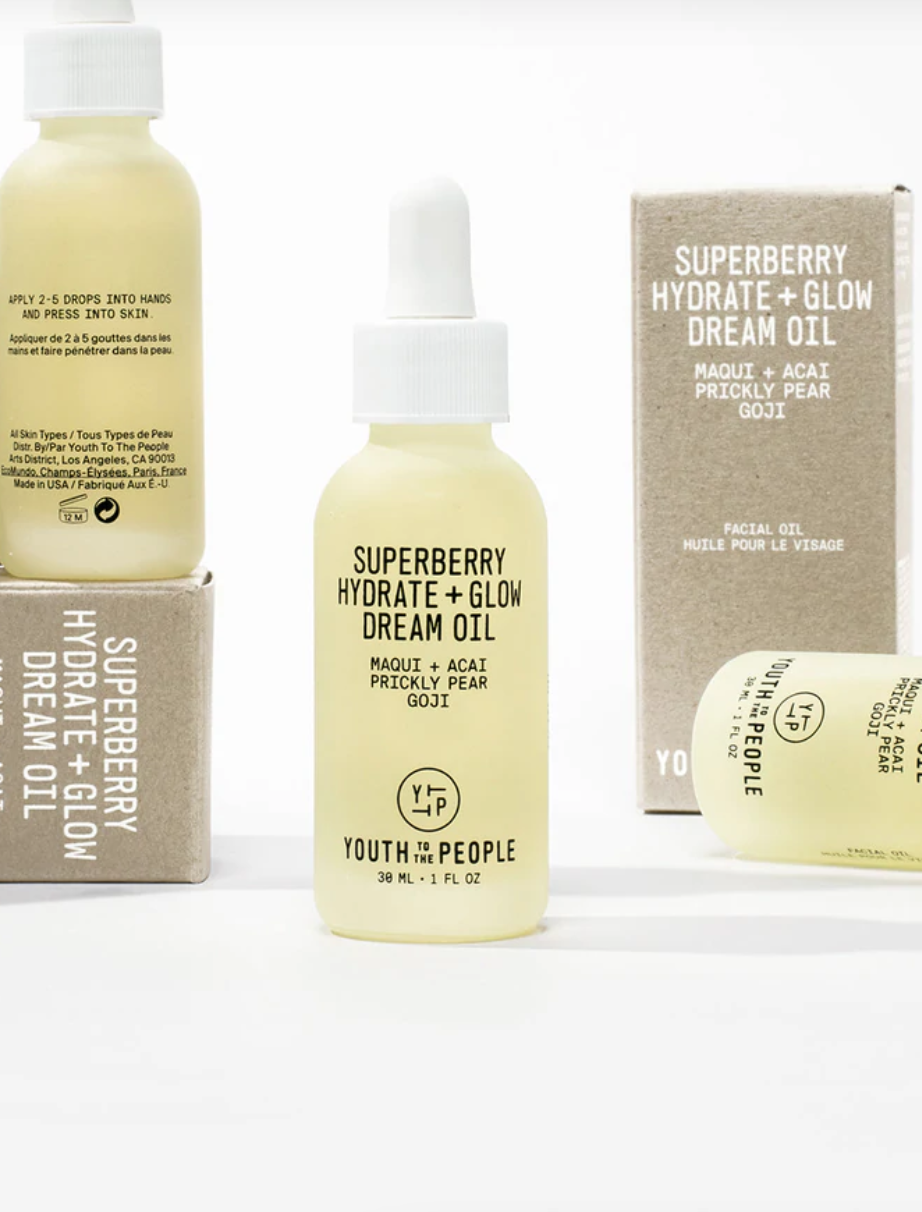 APPLY 2-5 DROPS INTO HANDS
AND PRESS INTO SKIN.
Appliquer de 2 à 5 gouttes dans les
mains et faire pénétrer dans la peau.
All Skin Types / Tous Types de Peau
Distr. By/Par Youth To The People
Arts District, Los Angeles, CA 90013
EcoMundo, Champs-Élysées, Paris, France
Made in USA / Fabriqué Aux É.-U.
12 M
SUPERBERRY
HYDRATE + GLOW
DREAM OIL
SUPERBERRY
HYDRATE + GLOW
DREAM OIL
MAQUI + ACAI
PRICKLY PEAR
GOJI
YTTP
YOUTH TO THE PEOPLE
30 ML • 1 FL OZ
SUPERBERRY
HYDRATE + GLOW
DREAM OIL
MAQUI + ACAI
PRICKLY PEAR
GOJI
FACIAL OIL
HUILE POUR LE VISAGE
YO
MAQUI + ACAI
PRICKLY PEAR
GOJI
YTTP
YOUTH TO THE PEOPLE
30 ML • 1 FL OZ
FACIAL OIL